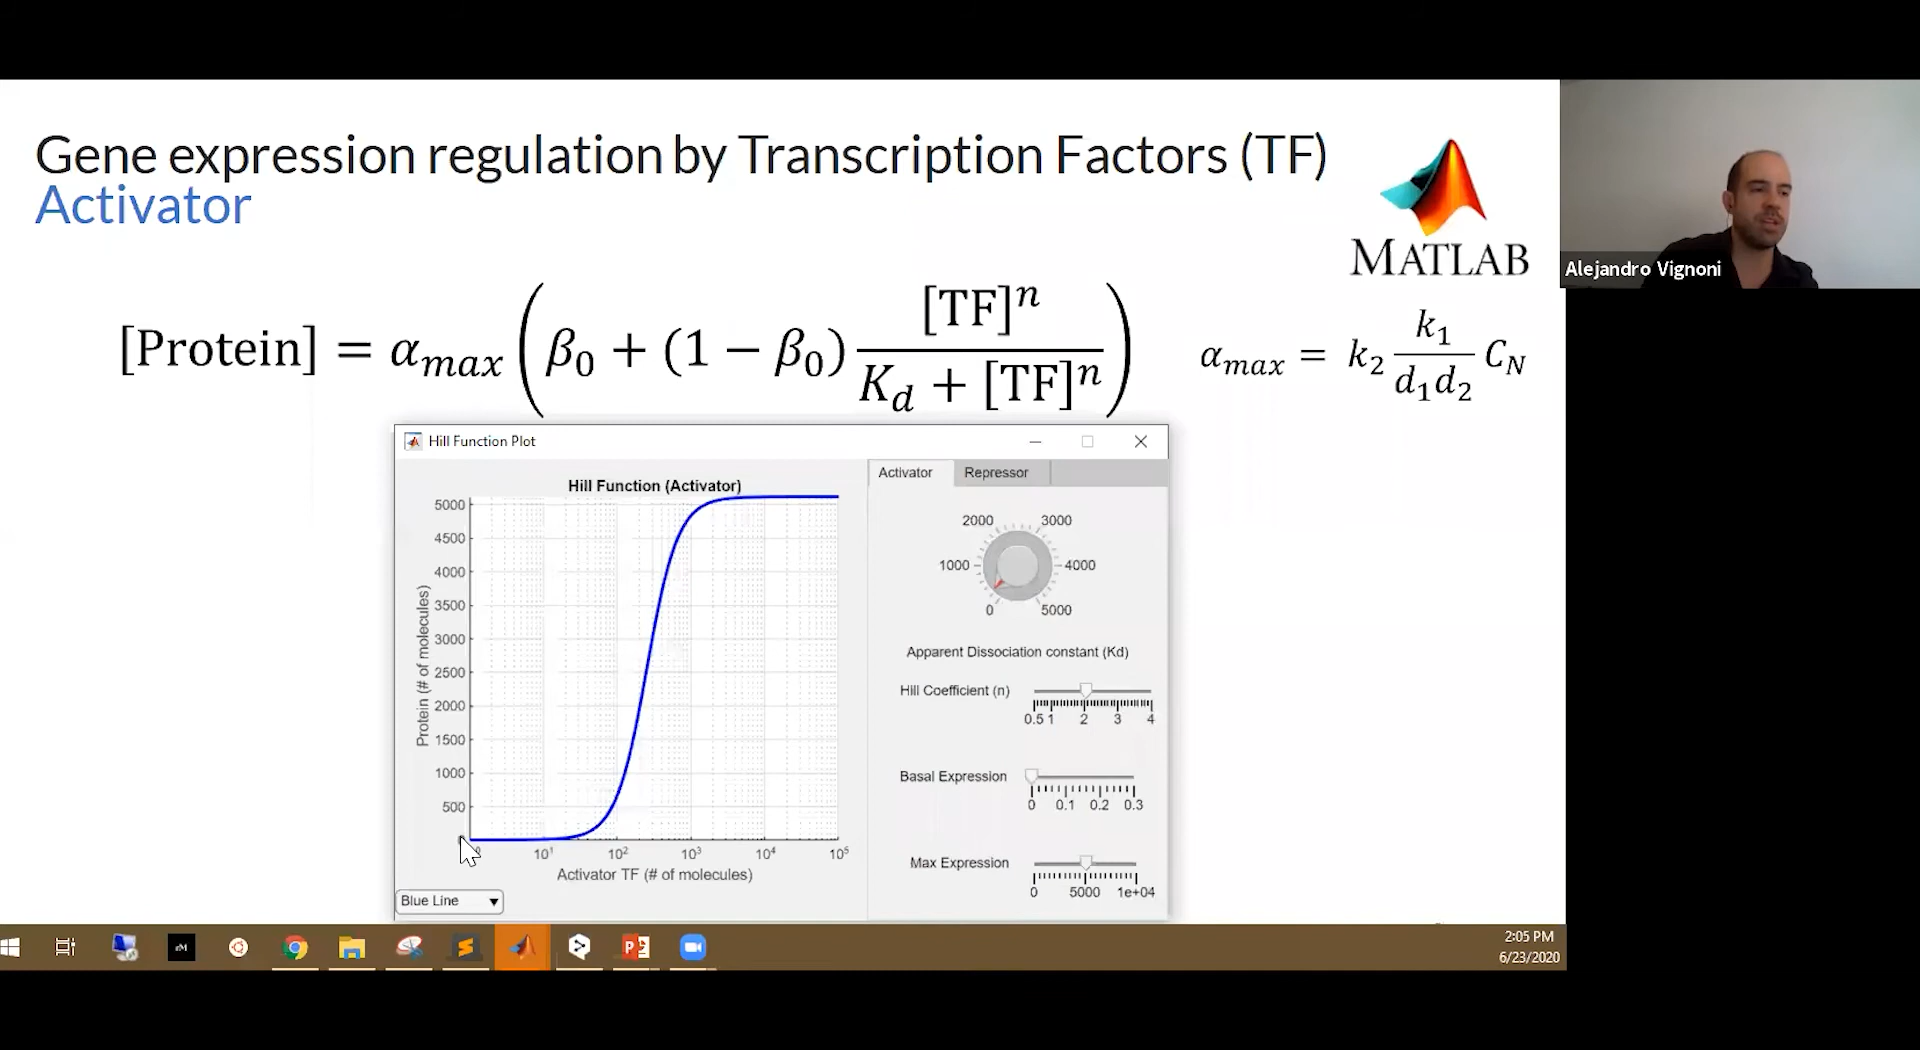 Gene expression regulation by Transcription Factors (TF)
Activator
MATLAB
Alejandro Vignoni
[Protein] = α_max (β_0 + (1 − β_0) [TF]^n / (K_d + [TF]^n))
α_max = k_2 k_1 / (d_1 d_2) C_N
Hill Function Plot
Hill Function (Activator)
5000
4500
4000
3500
3000
2500
2000
1500
1000
500
Protein (# of molecules)
10^1 10^2 10^3 10^4 10^5
Activator TF (# of molecules)
Blue Line
Activator Repressor
2000 3000
1000 4000
0 5000
Apparent Dissociation constant (Kd)
Hill Coefficient (n)
0.5 1 2 3 4
Basal Expression
0 0.1 0.2 0.3
Max Expression
0 5000 1e+04
2:05 PM
6/23/2020